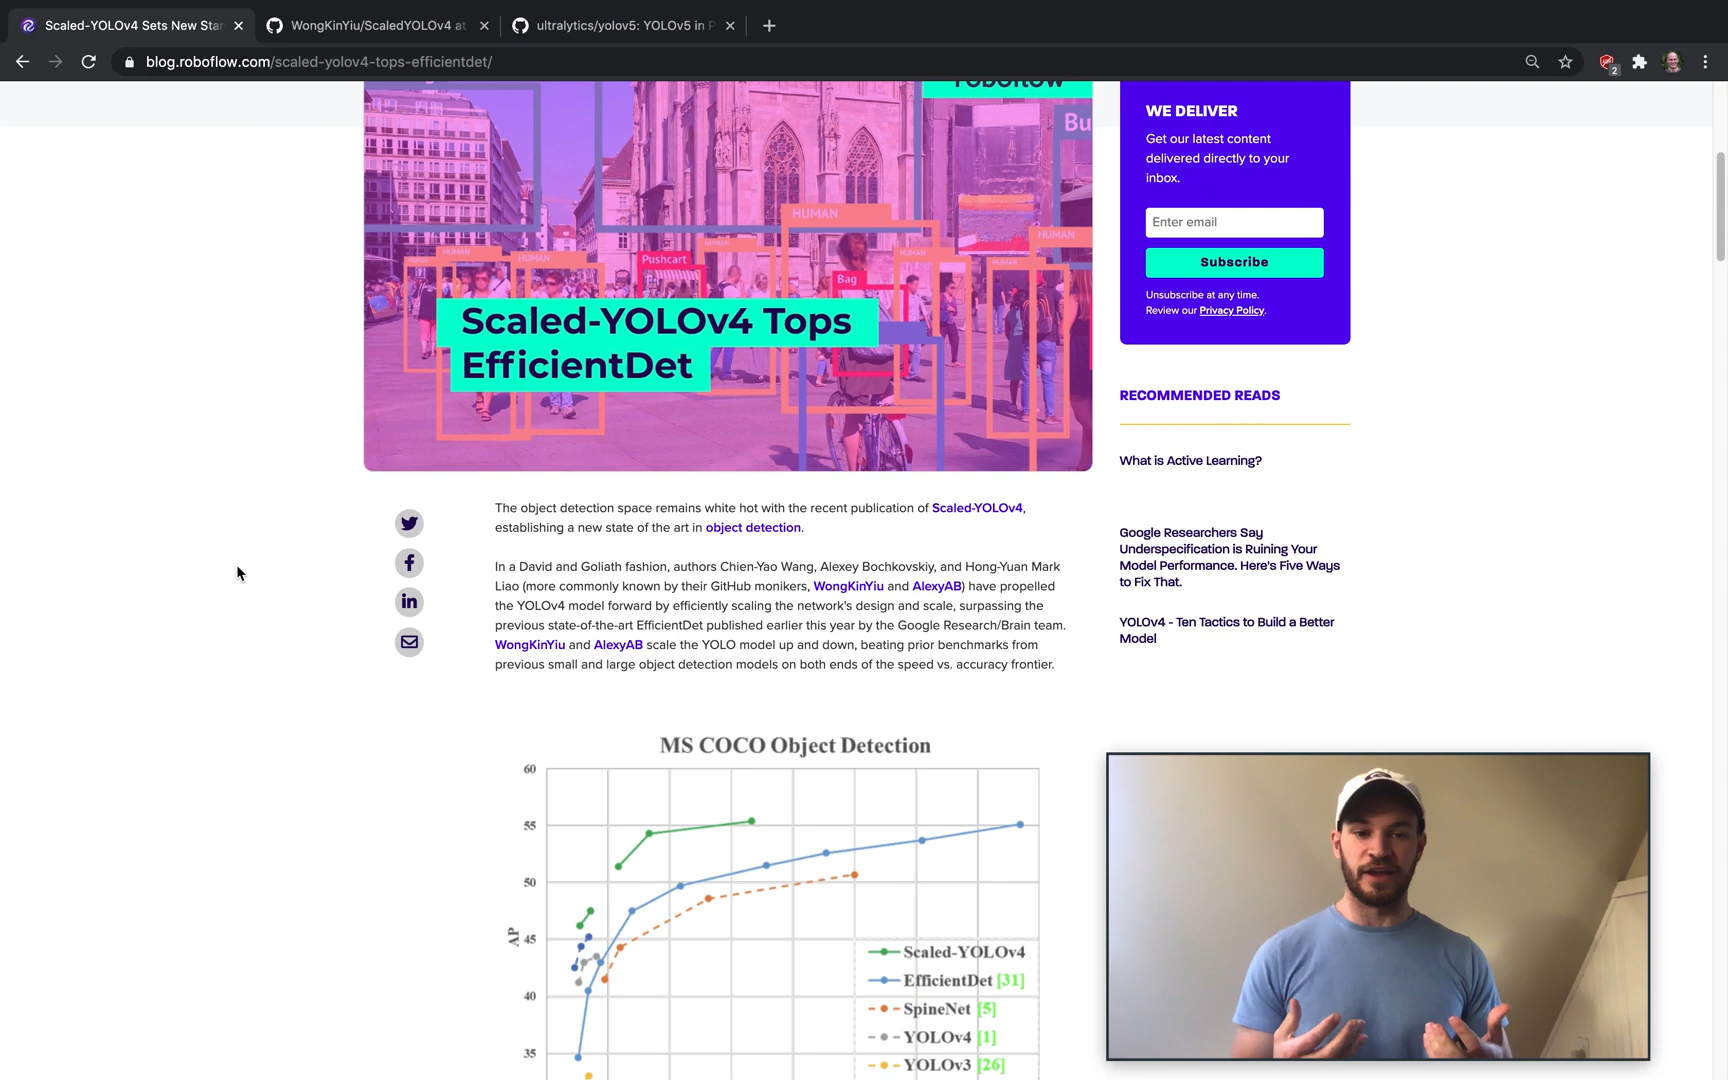 Scaled-YOLOv4 Sets New Star
WongKinYiu/ScaledYOLOv4 at
ultralytics/yolov5: YOLOv5 in P
blog.roboflow.com/scaled-yolov4-tops-efficientdet/
2
roboflow
Bu
HUMAN
HUMAN
HUMAN
HUMAN
HUMAN
HUMAN
HUMAN
HUMAN
Pushcart
Bag
Scaled-YOLOv4 Tops
EfficientDet
WE DELIVER
Get our latest content
delivered directly to your
inbox.
Enter email
Subscribe
Unsubscribe at any time.
Review our Privacy Policy.
RECOMMENDED READS
What is Active Learning?
Google Researchers Say
Underspecification is Ruining Your
Model Performance. Here's Five Ways
to Fix That.
YOLOv4 - Ten Tactics to Build a Better
Model
The object detection space remains white hot with the recent publication of Scaled-YOLOv4,
establishing a new state of the art in object detection.
In a David and Goliath fashion, authors Chien-Yao Wang, Alexey Bochkovskiy, and Hong-Yuan Mark
Liao (more commonly known by their GitHub monikers, WongKinYiu and AlexyAB) have propelled
the YOLOv4 model forward by efficiently scaling the network's design and scale, surpassing the
previous state-of-the-art EfficientDet published earlier this year by the Google Research/Brain team.
WongKinYiu and AlexyAB scale the YOLO model up and down, beating prior benchmarks from
previous small and large object detection models on both ends of the speed vs. accuracy frontier.
MS COCO Object Detection
60
55
50
45
40
35
AP
Scaled-YOLOv4
EfficientDet [31]
SpineNet [5]
YOLOv4 [1]
YOLOv3 [26]